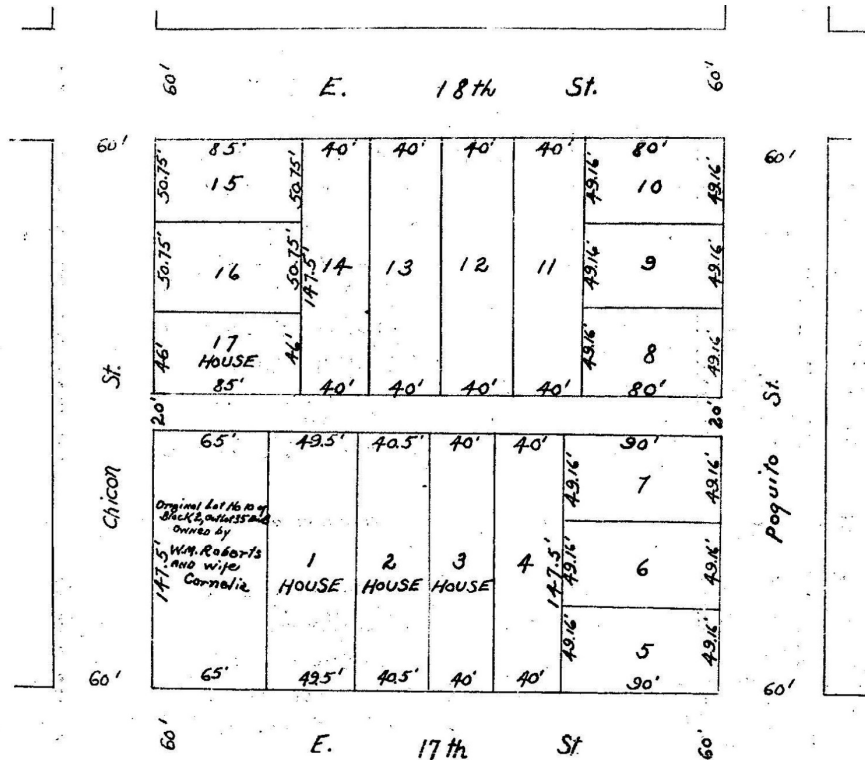 60' 60'
E. 18th St.
60' 85' 40' 40' 40' 40' 80' 60'
50.75' 15 50.75' 49.16' 10 49.16'
50.75' 16 50.75' 147.5' 14 13 12 11 49.16' 9 49.16'
46' 17 46' 49.16' 8 49.16'
HOUSE
85' 40' 40' 40' 40' 80'
20' 20'
Chicon St.
Poquito St.
65' 49.5' 40.5' 40' 40' 90'
49.16' 7 49.16'
Original Lot No 10 of
Block 2, Outlot 35 Div B
Owned by
W.M. Roberts
AND wife
Cornelia
147.5'
1 2 3 4 147.5' 49.16' 6 49.16'
HOUSE HOUSE HOUSE
49.16' 5 49.16'
60' 65' 49.5' 40.5' 40' 40' 90' 60'
60' 60'
E. 17th St